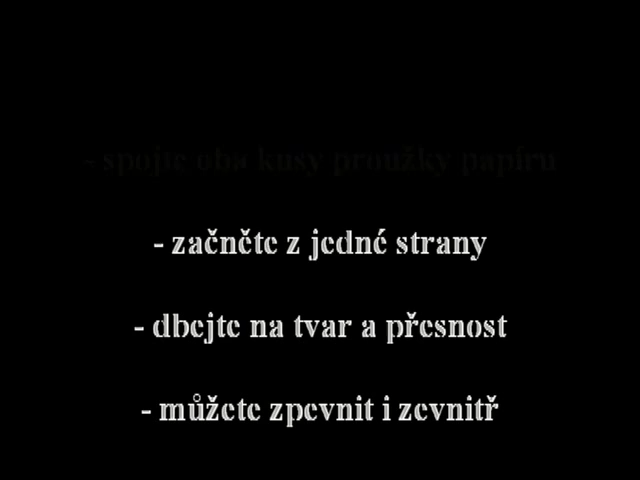 - spojte oba kusy proužky papíru
- začněte z jedné strany
- dbejte na tvar a přesnost
- můžete zpevnit i zevnitř